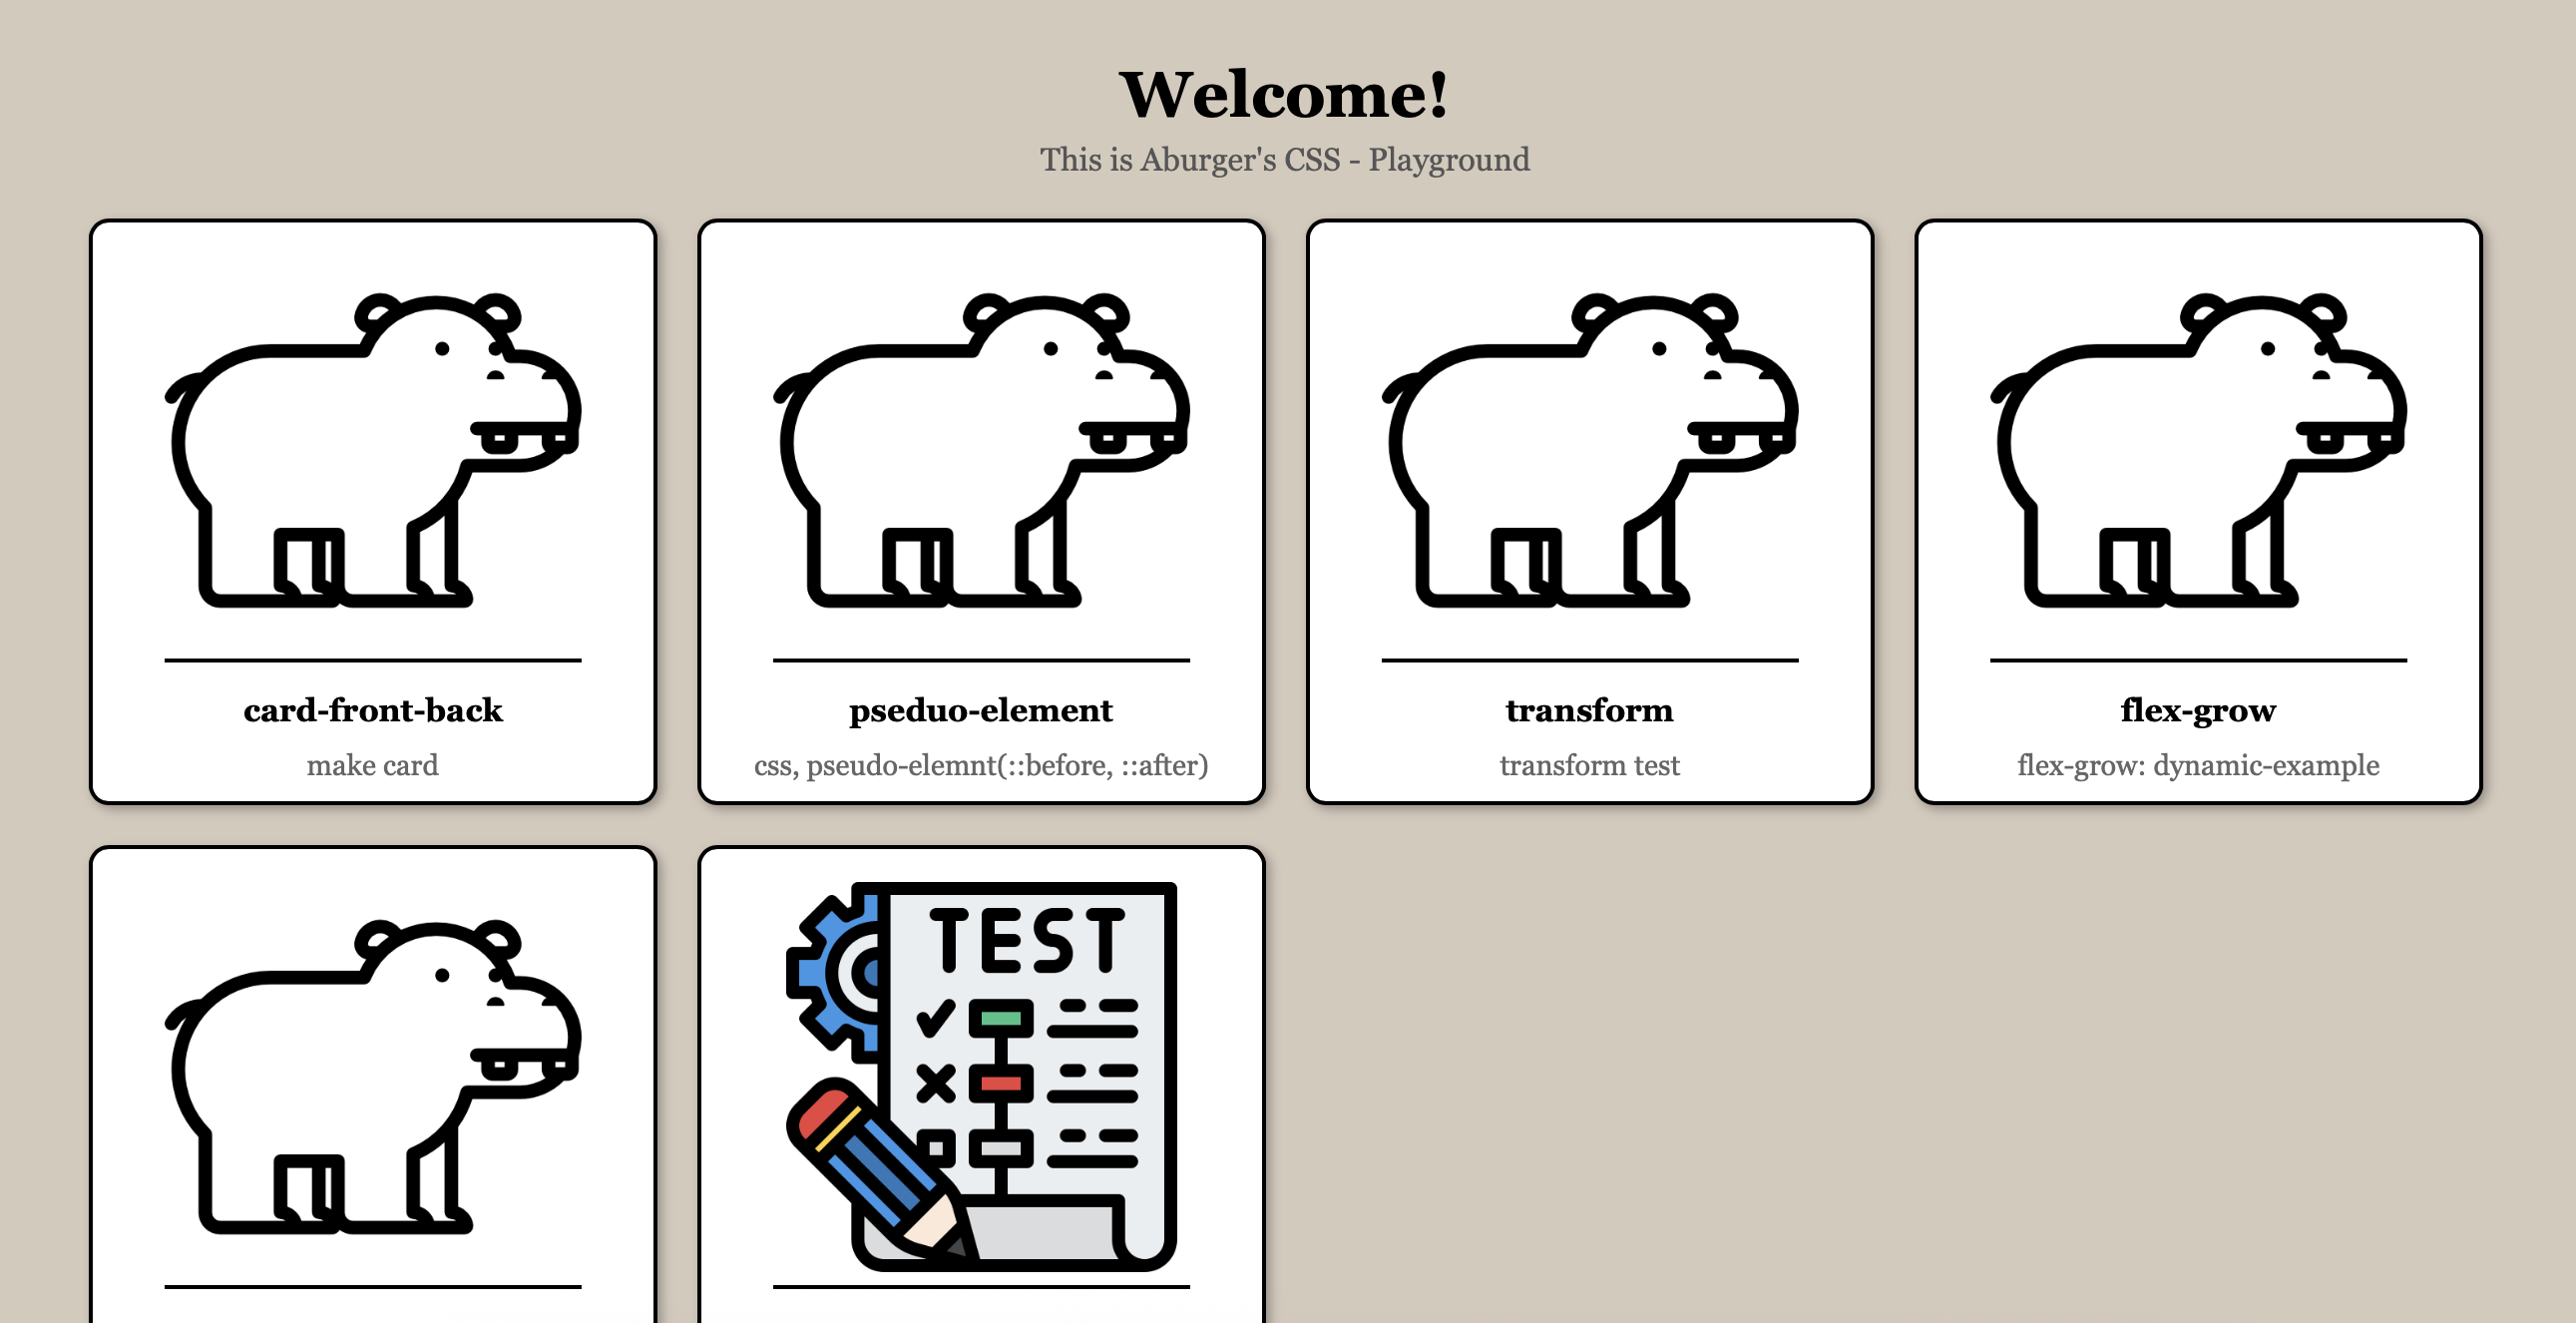 Welcome!
This is Aburger's CSS - Playground
card-front-back
make card
pseduo-element
css, pseudo-elemnt(::before, ::after)
transform
transform test
flex-grow
flex-grow: dynamic-example
TEST